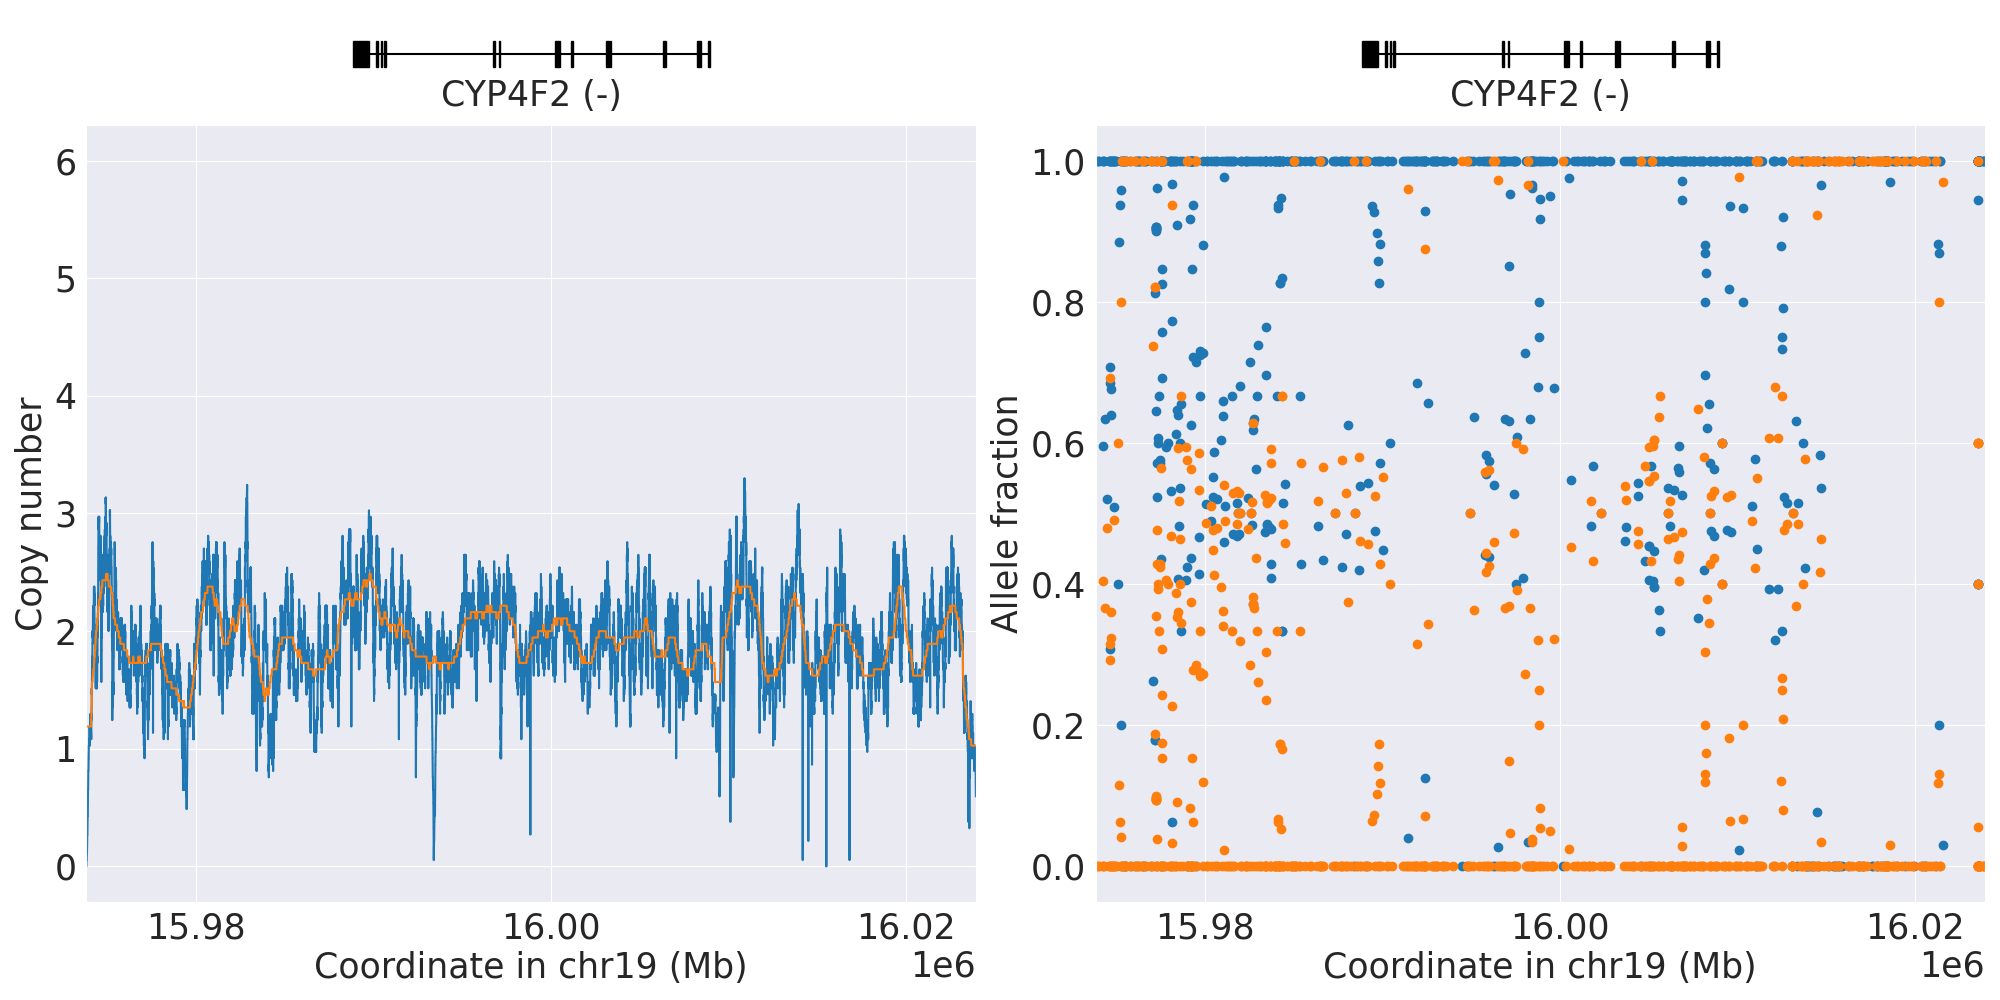 CYP4F2 (-)
6
5
4
3
2
1
0
Copy number
15.98
16.00
16.02
Coordinate in chr19 (Mb)
1e6
CYP4F2 (-)
1.0
0.8
0.6
0.4
0.2
0.0
Allele fraction
15.98
16.00
16.02
Coordinate in chr19 (Mb)
1e6